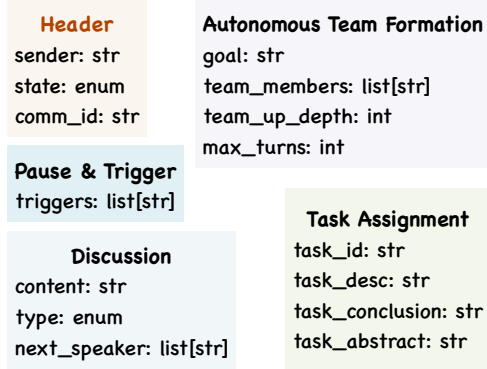 Header
sender: str
state: enum
comm_id: str
Autonomous Team Formation
goal: str
team_members: list[str]
team_up_depth: int
max_turns: int
Pause & Trigger
triggers: list[str]
Discussion
content: str
type: enum
next_speaker: list[str]
Task Assignment
task_id: str
task_desc: str
task_conclusion: str
task_abstract: str